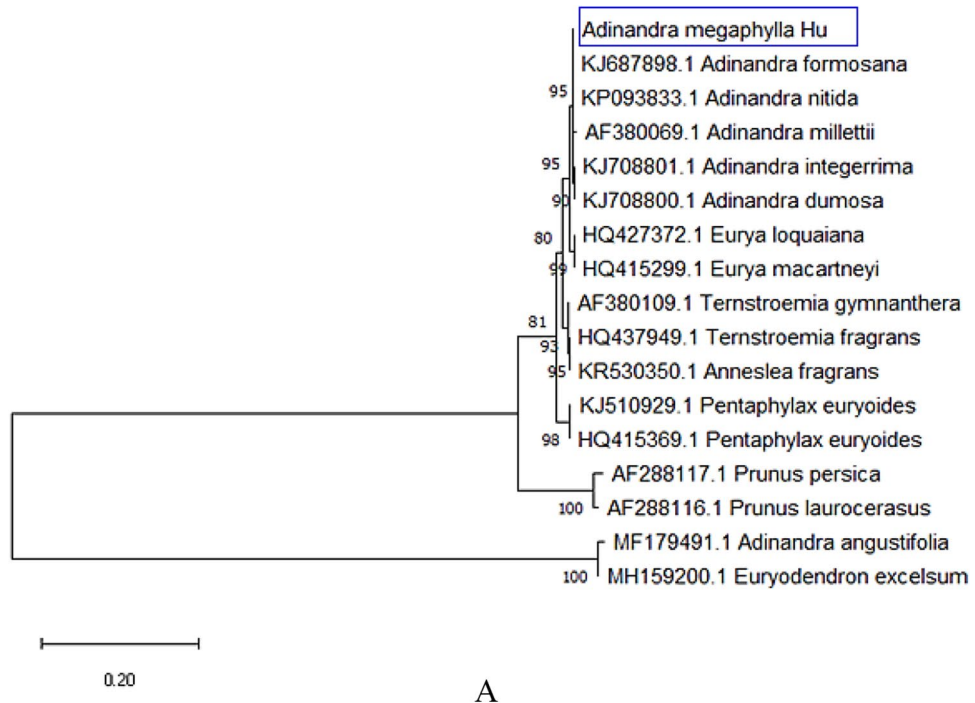 Adinandra megaphylla Hu
KJ687898.1 Adinandra formosana
95
KP093833.1 Adinandra nitida
AF380069.1 Adinandra millettii
95
KJ708801.1 Adinandra integerrima
90
KJ708800.1 Adinandra dumosa
80
HQ427372.1 Eurya loquaiana
99
HQ415299.1 Eurya macartneyi
AF380109.1 Ternstroemia gymnanthera
81
93
HQ437949.1 Ternstroemia fragrans
95
KR530350.1 Anneslea fragrans
KJ510929.1 Pentaphylax euryoides
98
HQ415369.1 Pentaphylax euryoides
AF288117.1 Prunus persica
100
AF288116.1 Prunus laurocerasus
MF179491.1 Adinandra angustifolia
100
MH159200.1 Euryodendron excelsum
0.20
A